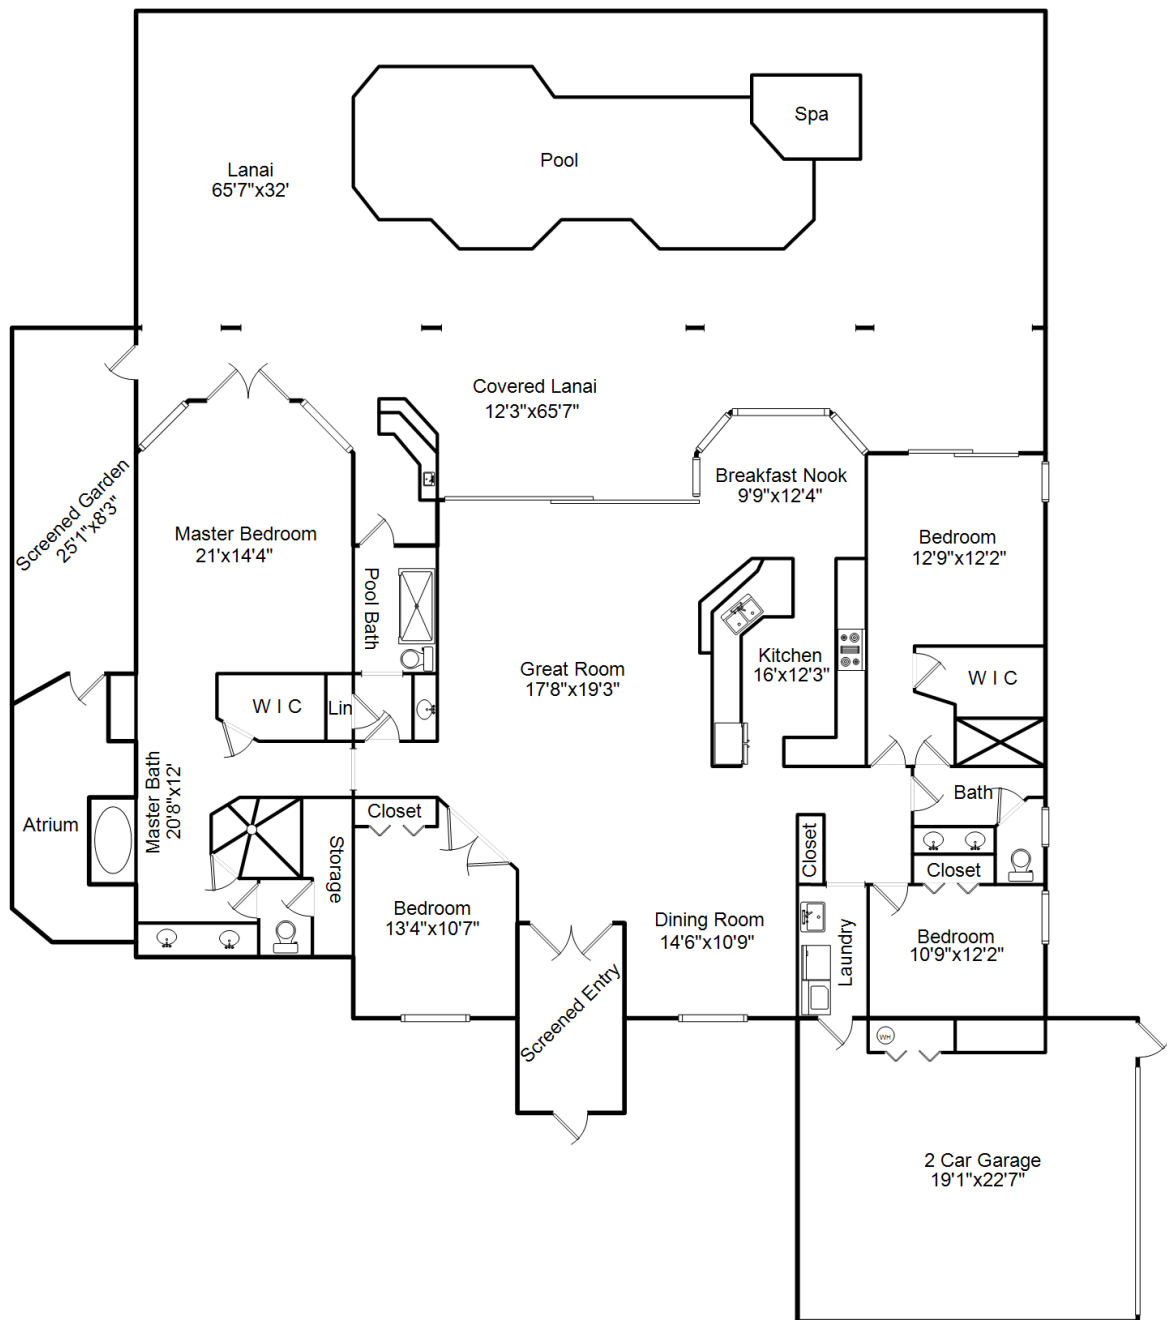 Spa
Pool
Lanai
65'7"x32'
Covered Lanai
12'3"x65'7"
Screened Garden
25'1"x8'3"
Breakfast Nook
9'9"x12'4"
Master Bedroom
21'x14'4"
Bedroom
12'9"x12'2"
Pool Bath
Kitchen
16'x12'3"
Great Room
17'8"x19'3"
W I C
W I C
Lin
Master Bath
20'8"x12'
Bath
Closet
Atrium
Storage
Closet
Closet
Bedroom
13'4"x10'7"
Dining Room
14'6"x10'9"
Laundry
Bedroom
10'9"x12'2"
Screened Entry
WH
2 Car Garage
19'1"x22'7"